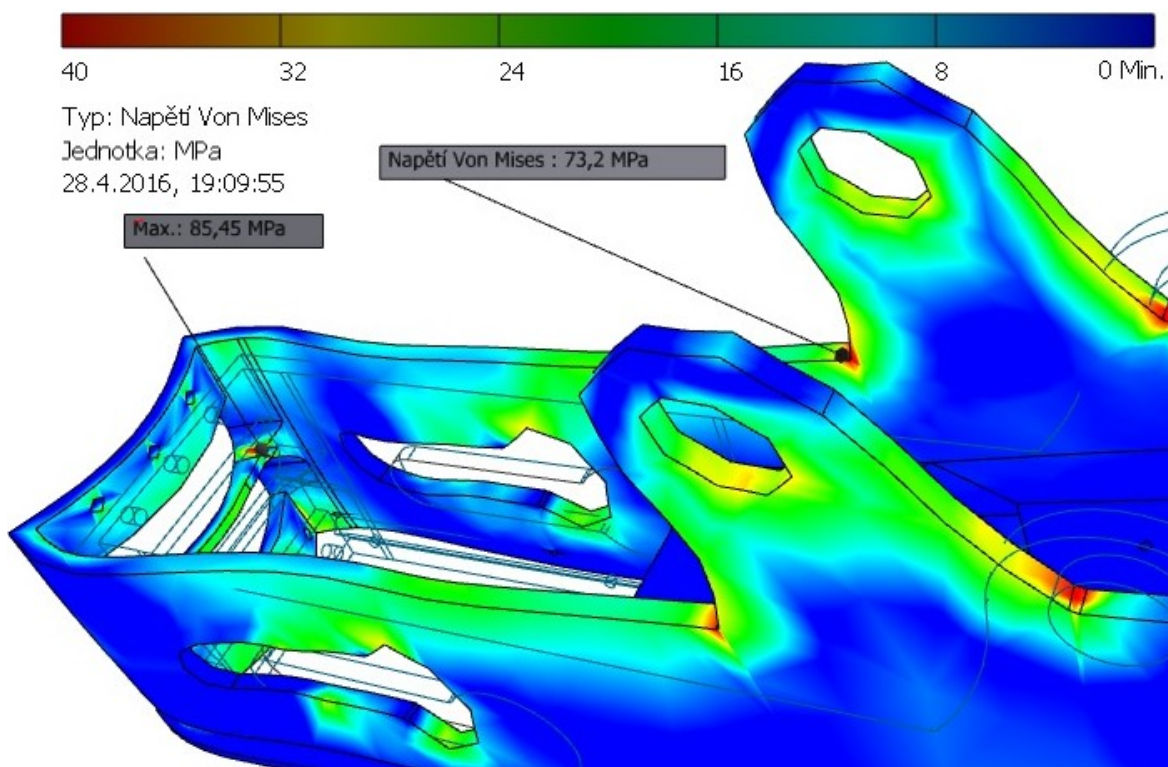 40 32 24 16 8 0 Min.
Typ: Napětí Von Mises
Jednotka: MPa
28.4.2016, 19:09:55
Napětí Von Mises : 73,2 MPa
Max.: 85,45 MPa